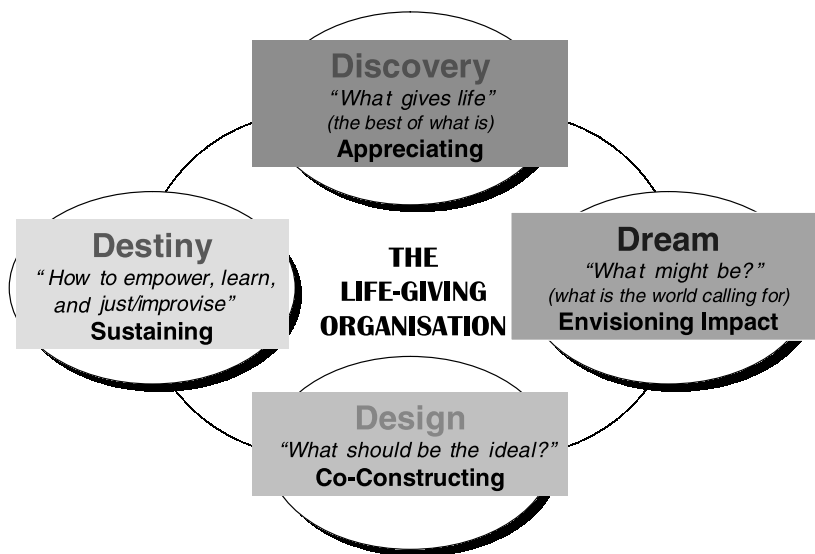 Discovery
“What gives life”
(the best of what is)
Appreciating
Destiny
“How to empower, learn,
and just/improvise”
Sustaining
THE
LIFE-GIVING
ORGANISATION
Dream
“What might be?”
(what is the world calling for)
Envisioning Impact
Design
“What should be the ideal?”
Co-Constructing